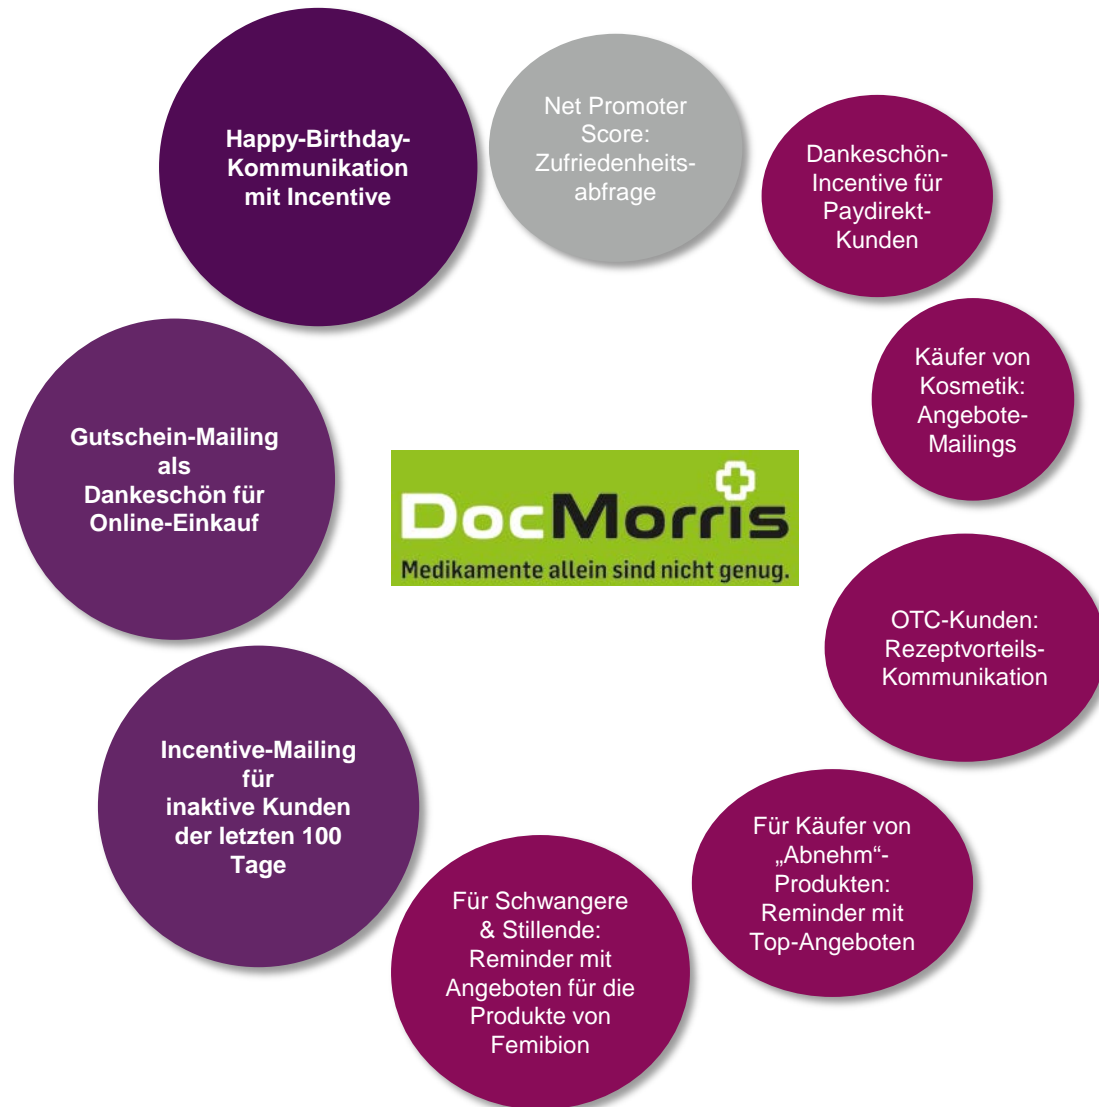 Happy-Birthday-
Kommunikation
mit Incentive
Net Promoter
Score:
Zufriedenheits-
abfrage
Dankeschön-
Incentive für
Paydirekt-
Kunden
Käufer von
Kosmetik:
Angebote-
Mailings
OTC-Kunden:
Rezeptvorteils-
Kommunikation
Für Käufer von
„Abnehm“-
Produkten:
Reminder mit
Top-Angeboten
Für Schwangere
& Stillende:
Reminder mit
Angeboten für die
Produkte von
Femibion
Incentive-Mailing
für
inaktive Kunden
der letzten 100
Tage
Gutschein-Mailing
als
Dankeschön für
Online-Einkauf
DocMorris
Medikamente allein sind nicht genug.